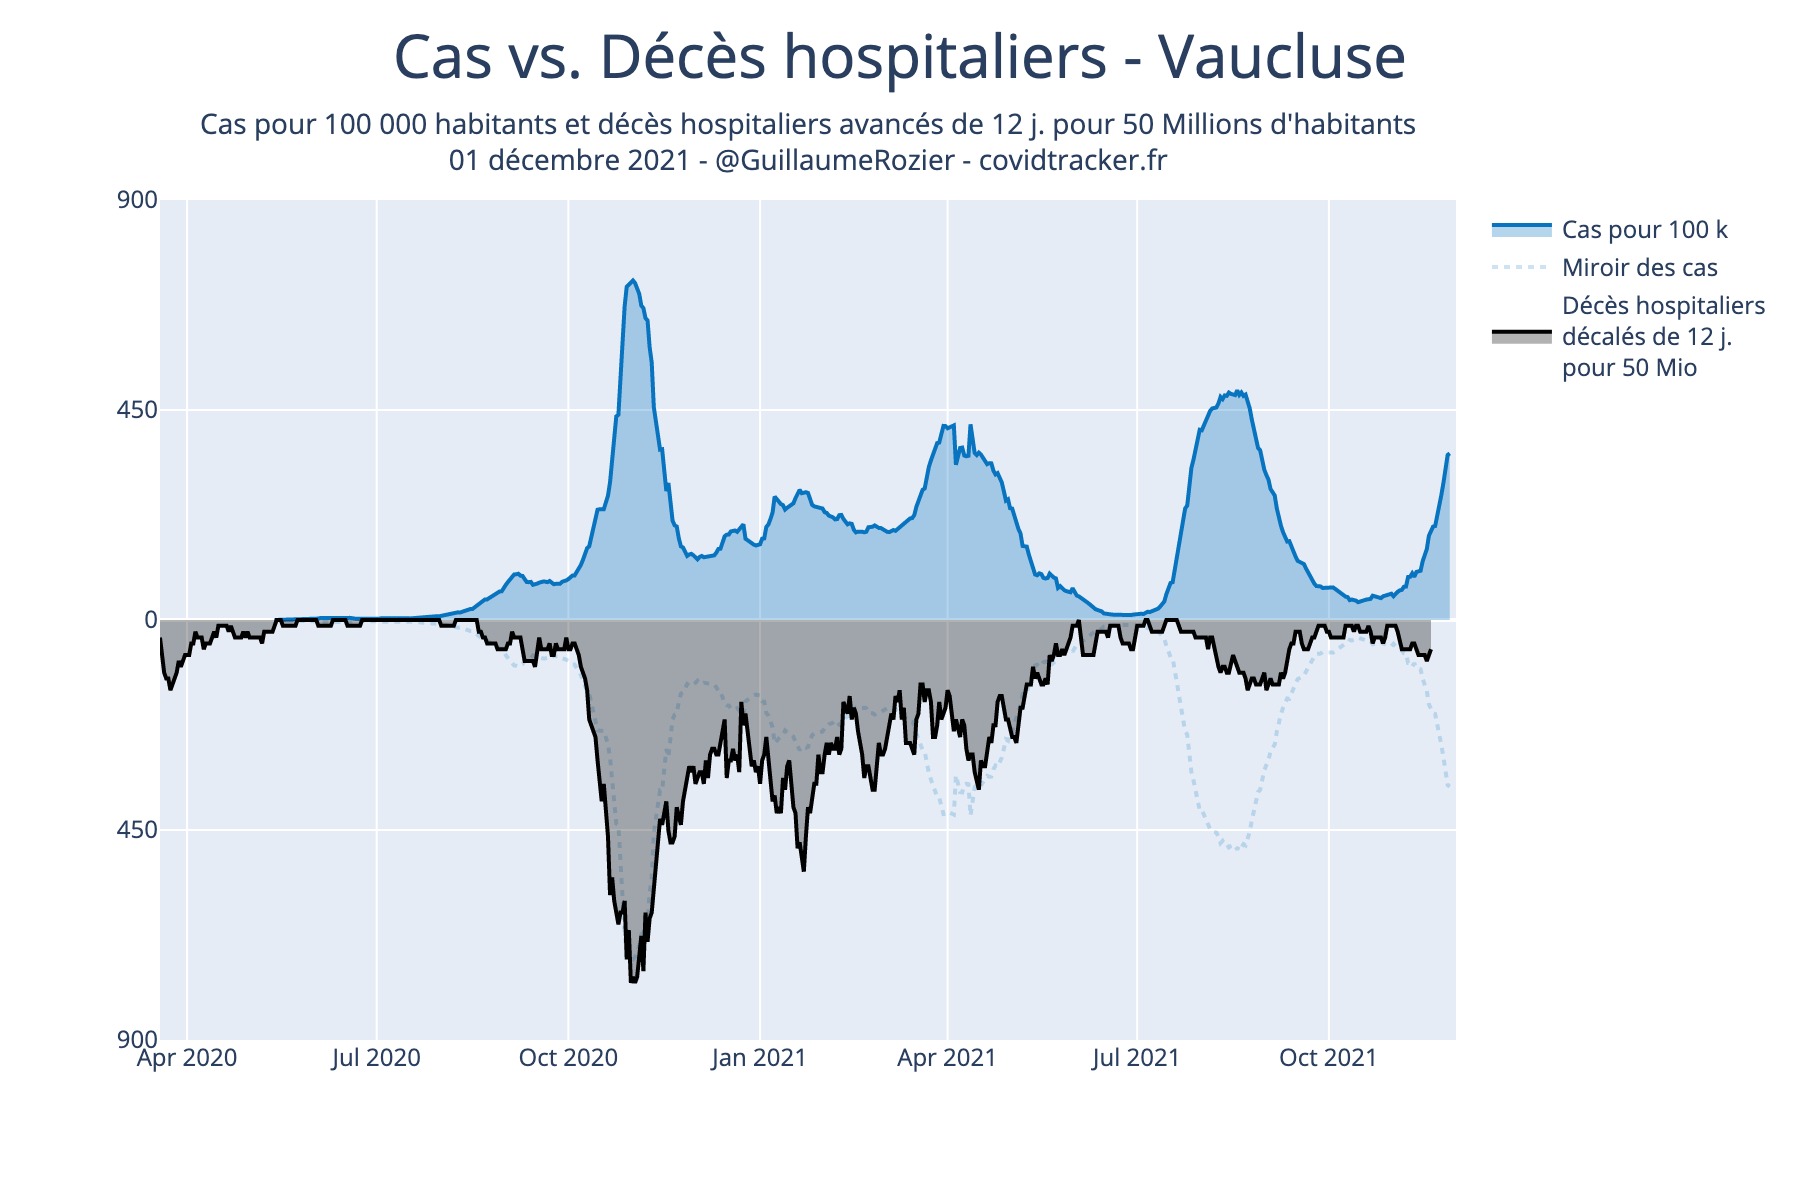 Cas vs. Décès hospitaliers - Vaucluse
Cas pour 100 000 habitants et décès hospitaliers avancés de 12 j. pour 50 Millions d'habitants
01 décembre 2021 - @GuillaumeRozier - covidtracker.fr
900
450
0
450
900
Apr 2020
Jul 2020
Oct 2020
Jan 2021
Apr 2021
Jul 2021
Oct 2021
Cas pour 100 k
Miroir des cas
Décès hospitaliers
décalés de 12 j.
pour 50 Mio